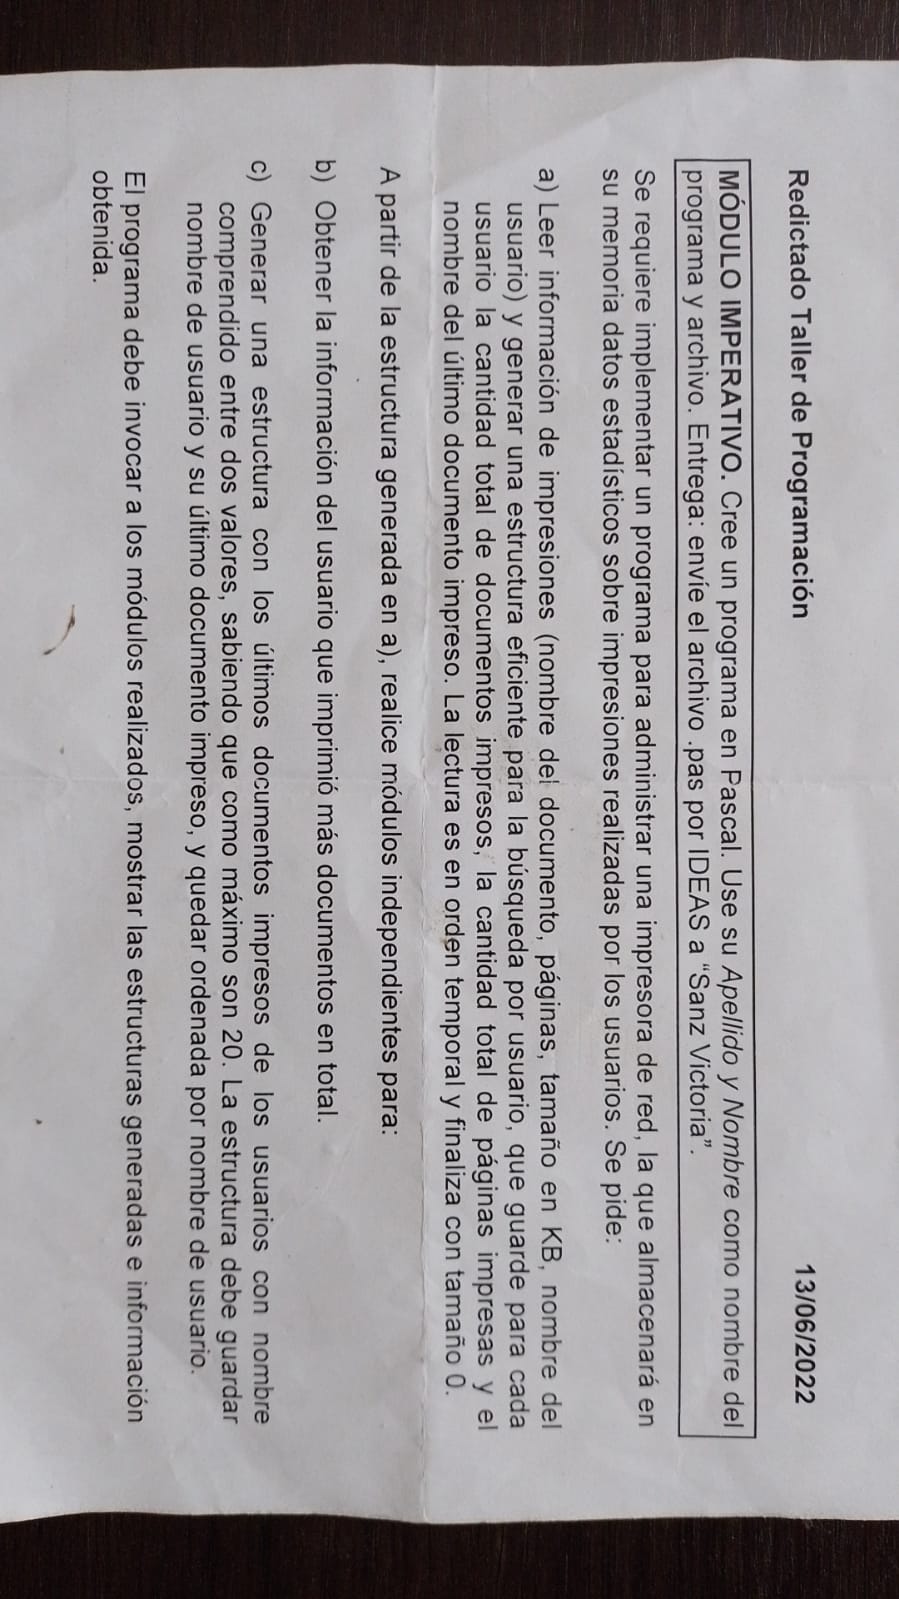 Redictado Taller de Programación 13/06/2022
MÓDULO IMPERATIVO. Cree un programa en Pascal. Use su Apellido y Nombre como nombre del
programa y archivo. Entrega: envíe el archivo .pas por IDEAS a “Sanz Victoria”.
Se requiere implementar un programa para administrar una impresora de red, la que almacenará en
su memoria datos estadísticos sobre impresiones realizadas por los usuarios. Se pide:
a) Leer información de impresiones (nombre del documento, páginas, tamaño en KB, nombre del
usuario) y generar una estructura eficiente para la búsqueda por usuario, que guarde para cada
usuario la cantidad total de documentos impresos, la cantidad total de páginas impresas y el
nombre del último documento impreso. La lectura es en orden temporal y finaliza con tamaño 0.
A partir de la estructura generada en a), realice módulos independientes para:
b) Obtener la información del usuario que imprimió más documentos en total.
c) Generar una estructura con los últimos documentos impresos de los usuarios con nombre
comprendido entre dos valores, sabiendo que como máximo son 20. La estructura debe guardar
nombre de usuario y su último documento impreso, y quedar ordenada por nombre de usuario.
El programa debe invocar a los módulos realizados, mostrar las estructuras generadas e información
obtenida.